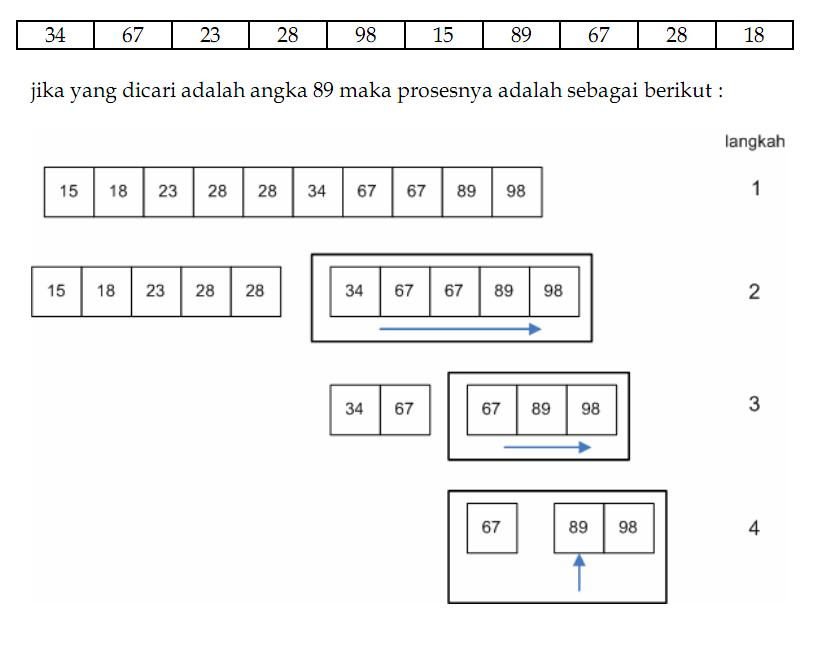 34 67 23 28 98 15 89 67 28 18
jika yang dicari adalah angka 89 maka prosesnya adalah sebagai berikut :
langkah
15 18 23 28 28 34 67 67 89 98 1
15 18 23 28 28 34 67 67 89 98 2
34 67 67 89 98 3
67 89 98 4